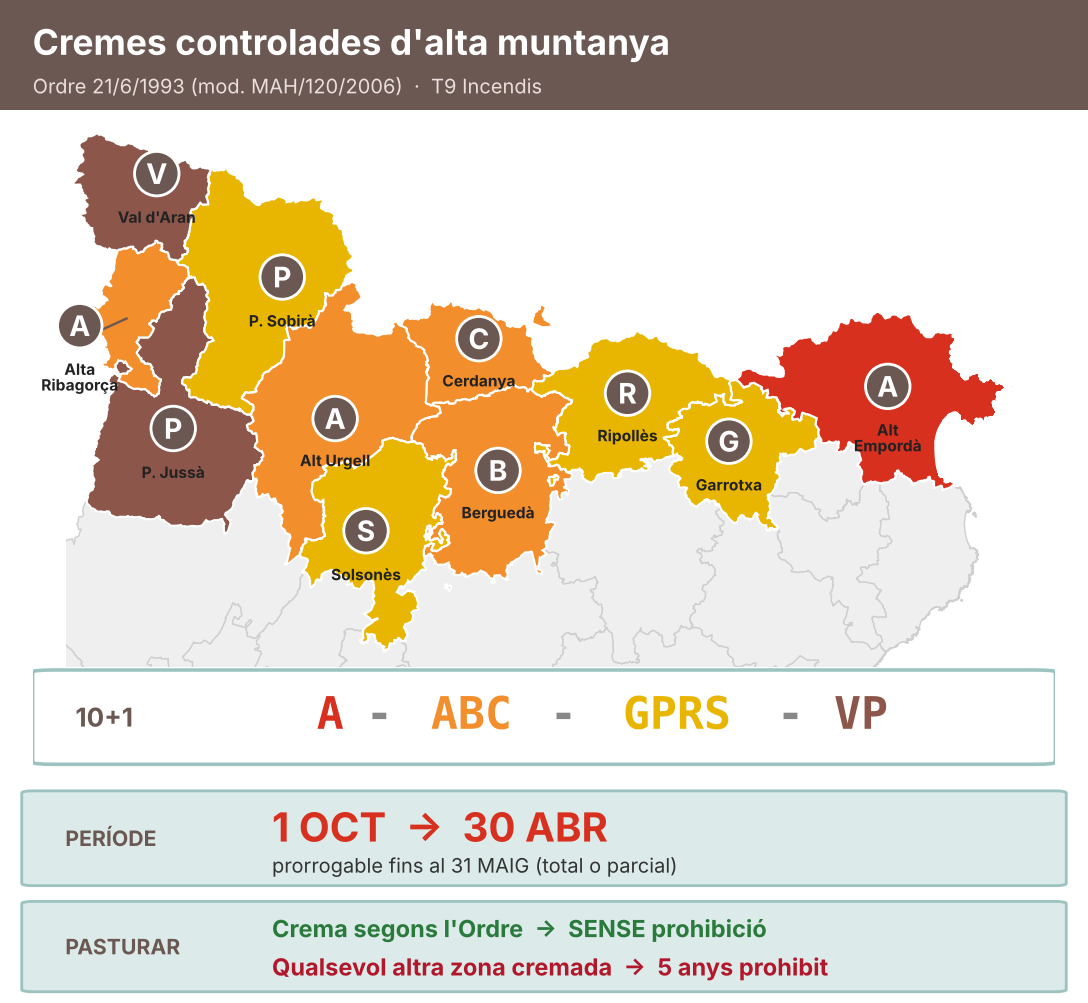 Cremes controlades d'alta muntanya
Ordre 21/6/1993 (mod. MAH/120/2006) · T9 Incendis
V
Val d'Aran
P
P. Sobirà
A
Alta
Ribagorça
C
Cerdanya
A
Alt
Empordà
R
Ripollès
P
P. Jussà
A
Alt Urgell
G
Garrotxa
B
Berguedà
S
Solsonès
10+1 A - ABC - GPRS - VP
PERÍODE
1 OCT → 30 ABR
prorrogable fins al 31 MAIG (total o parcial)
PASTURAR
Crema segons l'Ordre → SENSE prohibició
Qualsevol altra zona cremada → 5 anys prohibit